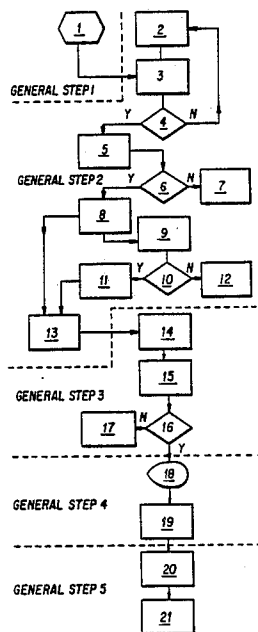 1
2
3
GENERAL STEP 1
Y
4
N
5
GENERAL STEP 2
Y
6
N
7
8
9
11
Y
10
N
12
13
14
15
GENERAL STEP 3
17
N
16
Y
18
GENERAL STEP 4
19
20
GENERAL STEP 5
21